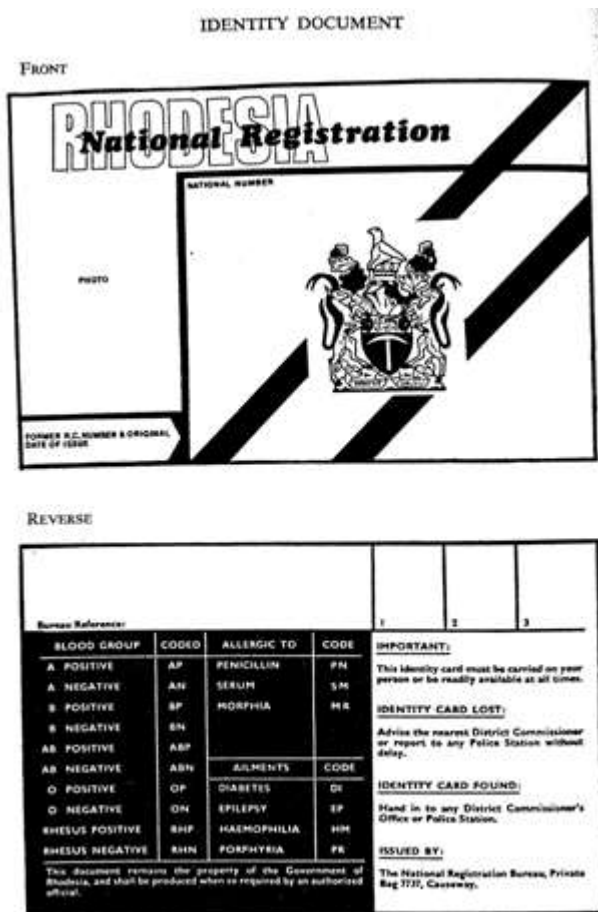 IDENTITY DOCUMENT
FRONT
RHODESIA
National Registration
NATIONAL NUMBER
PHOTO
FORMER R.C. NUMBER & ORIGINAL
DATE OF ISSUE
REVERSE
Bureau Reference:
1 2 3
BLOOD GROUP CODED ALLERGIC TO CODE
A POSITIVE AP PENICILLIN PN
A NEGATIVE AN SERUM SM
B POSITIVE BP MORPHIA MR
B NEGATIVE BN
AB POSITIVE ABP
AB NEGATIVE ABN AILMENTS CODE
O POSITIVE OP DIABETES DI
O NEGATIVE ON EPILEPSY EP
RHESUS POSITIVE RHP HAEMOPHILIA HM
RHESUS NEGATIVE RHN PORPHYRIA PR
This document remains the property of the Government of
Rhodesia, and shall be produced when so required by an authorized
official.
IMPORTANT:
This identity card must be carried on your
person or be readily available at all times.
IDENTITY CARD LOST:
Advise the nearest District Commissioner
or report to any Police Station without
delay.
IDENTITY CARD FOUND:
Hand in to any District Commissioner's
Office or Police Station.
ISSUED BY:
The National Registration Bureau, Private
Bag 7737, Causeway.